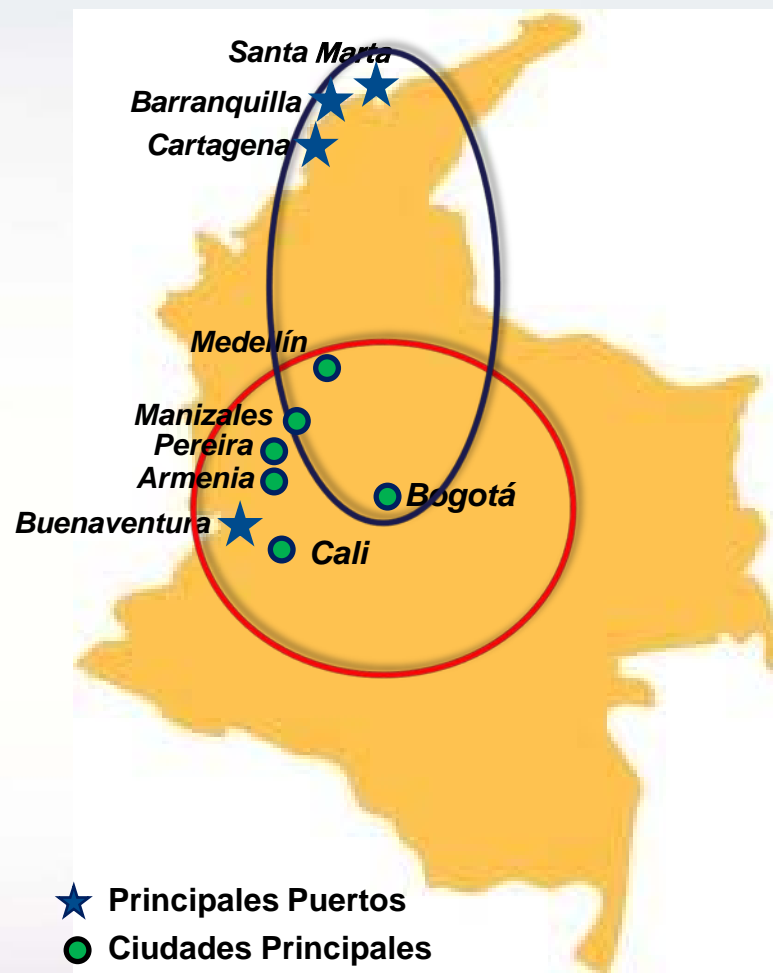 Santa Marta
Barranquilla
Cartagena
Medellín
Manizales
Pereira
Armenia
Bogotá
Buenaventura
Cali
Principales Puertos
Ciudades Principales